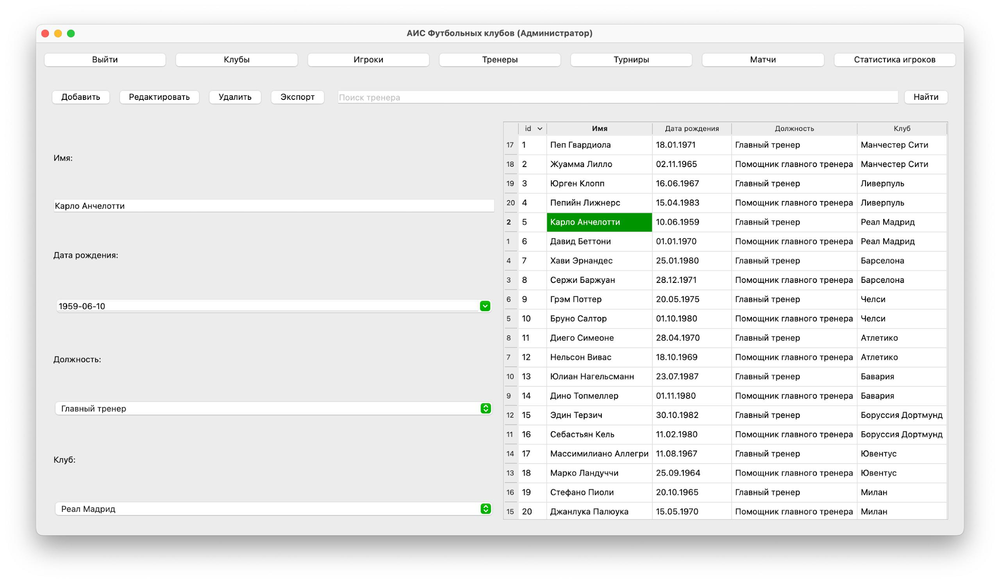 АИС Футбольных клубов (Администратор)
Выйти Клубы Игроки Тренеры Турниры Матчи Статистика игроков
Добавить Редактировать Удалить Экспорт Поиск тренера Найти
Имя:
Карло Анчелотти
Дата рождения:
1959-06-10
Должность:
Главный тренер
Клуб:
Реал Мадрид
id Имя Дата рождения Должность Клуб
17 1 Пеп Гвардиола 18.01.1971 Главный тренер Манчестер Сити
18 2 Жуамма Лилло 02.11.1965 Помощник главного тренера Манчестер Сити
19 3 Юрген Клопп 16.06.1967 Главный тренер Ливерпуль
20 4 Пепийн Лижнерс 15.04.1983 Помощник главного тренера Ливерпуль
2 5 Карло Анчелотти 10.06.1959 Главный тренер Реал Мадрид
1 6 Давид Беттони 01.01.1970 Помощник главного тренера Реал Мадрид
4 7 Хави Эрнандес 25.01.1980 Главный тренер Барселона
3 8 Сержи Баржуан 28.12.1971 Помощник главного тренера Барселона
6 9 Грэм Поттер 20.05.1975 Главный тренер Челси
5 10 Бруно Салтор 01.10.1980 Помощник главного тренера Челси
8 11 Диего Симеоне 28.04.1970 Главный тренер Атлетико
7 12 Нельсон Вивас 18.10.1969 Помощник главного тренера Атлетико
10 13 Юлиан Нагельсманн 23.07.1987 Главный тренер Бавария
9 14 Дино Топмеллер 01.11.1980 Помощник главного тренера Бавария
12 15 Эдин Терзич 30.10.1982 Главный тренер Боруссия Дортмунд
11 16 Себастьян Кель 11.02.1980 Помощник главного тренера Боруссия Дортмунд
14 17 Массимилиано Аллегри 11.08.1967 Главный тренер Ювентус
13 18 Марко Ландуччи 25.09.1964 Помощник главного тренера Ювентус
16 19 Стефано Пиоли 20.10.1965 Главный тренер Милан
15 20 Джанлука Палюука 15.05.1970 Помощник главного тренера Милан